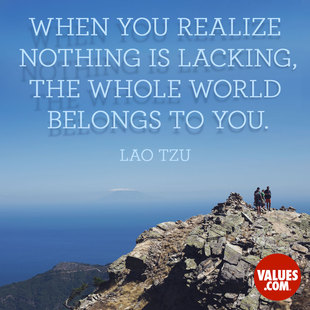 WHEN YOU REALIZE
NOTHING IS LACKING,
THE WHOLE WORLD
BELONGS TO YOU.
LAO TZU
VALUES
.COM